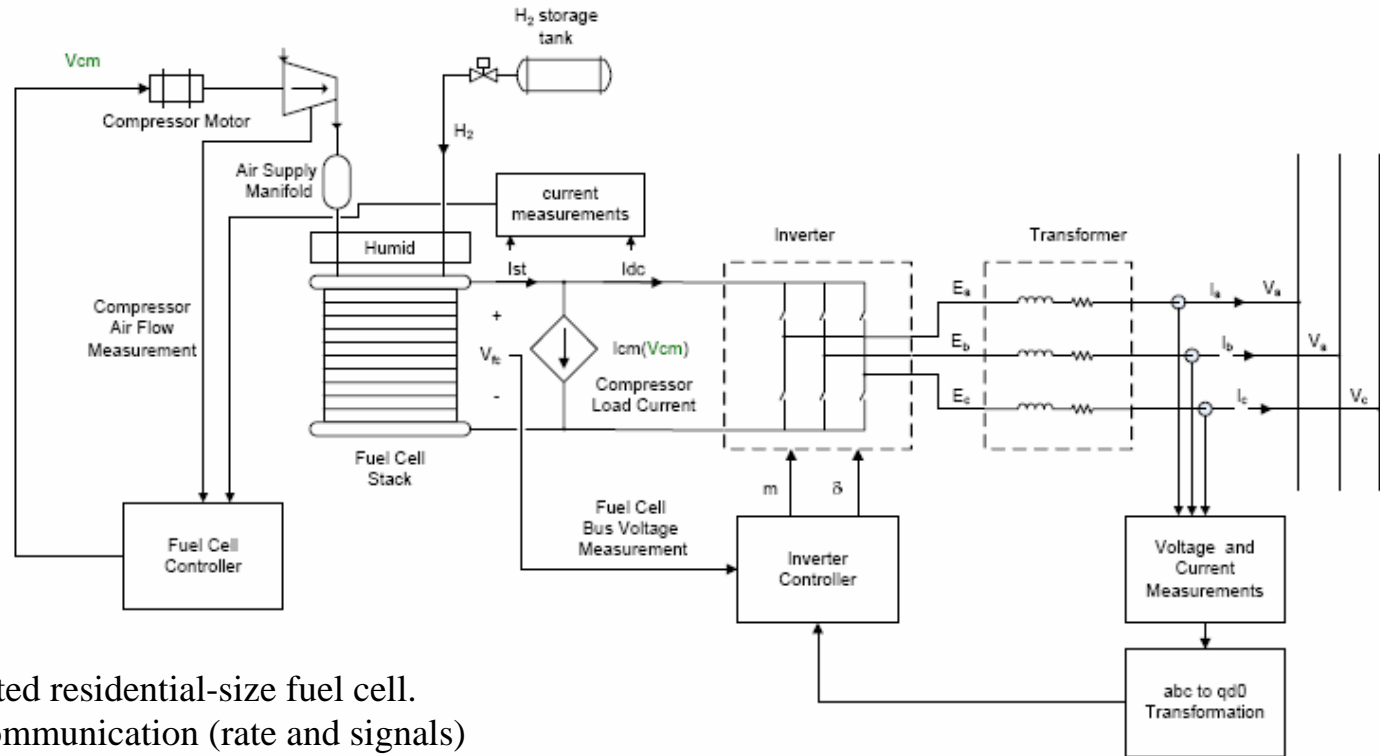 H2 storage
tank
Vcm
Compressor Motor
H2
Air Supply
Manifold
current
measurements
Humid
Inverter
Transformer
Ist
Idc
Compressor
Air Flow
Measurement
+
Vfc
-
Icm(Vcm)
Compressor
Load Current
Ea
Eb
Ec
Ia
Va
Ib
Va
Ic
Vc
Fuel Cell
Stack
m
δ
Fuel Cell
Bus Voltage
Measurement
Fuel Cell
Controller
Inverter
Controller
Voltage and
Current
Measurements
abc to qd0
Transformation
ted residential-size fuel cell.
ommunication (rate and signals)